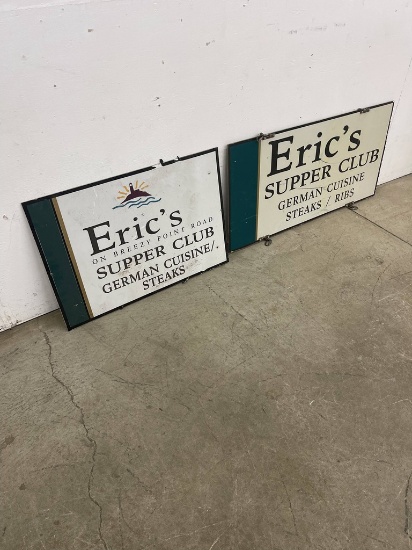 Eric's
ON BREEZY POINT ROAD
SUPPER CLUB
GERMAN CUISINE/.
STEAKS
Eric's
SUPPER CLUB
GERMAN CUISINE
STEAKS / RIBS